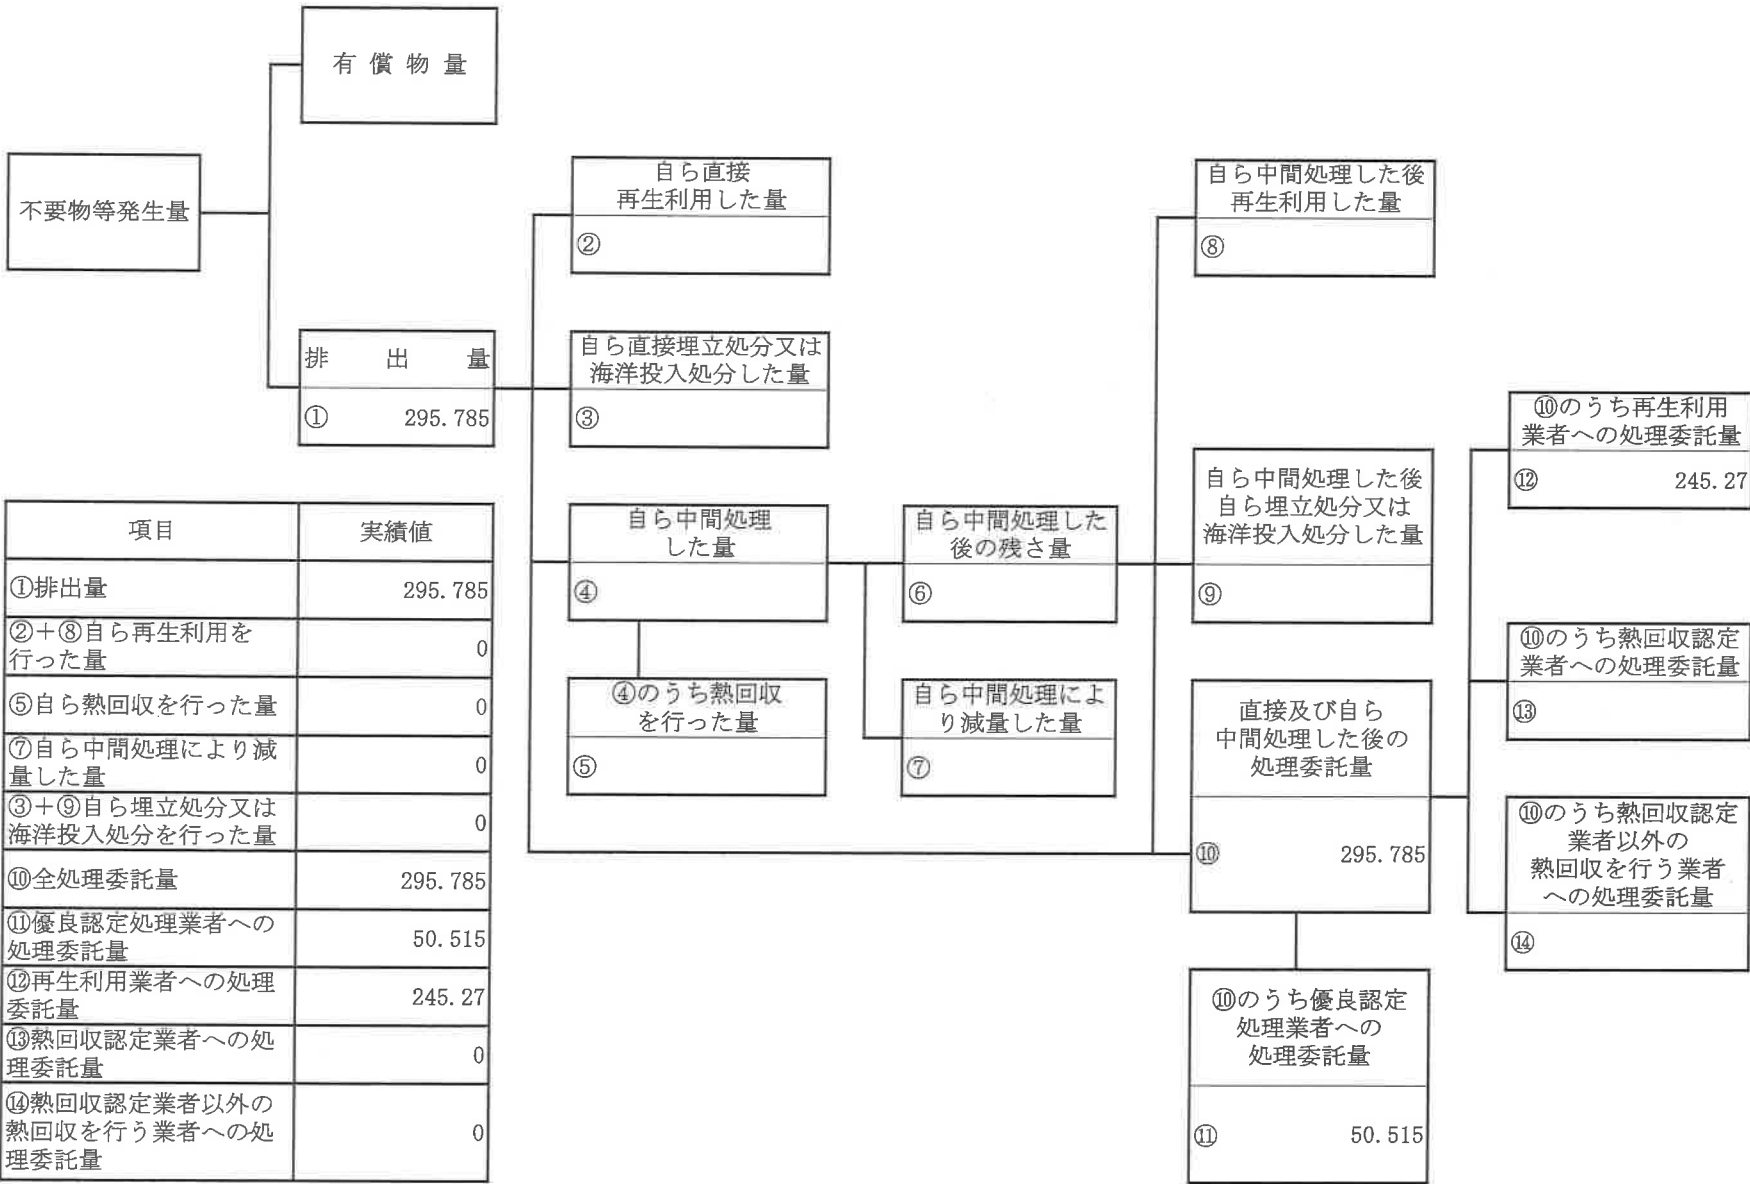 有償物量
不要物等発生量
排出量
① 295.785
自ら直接
再生利用した量
②
自ら直接埋立処分又は
海洋投入処分した量
③
自ら中間処理
した量
④
④のうち熱回収
を行った量
⑤
自ら中間処理した
後の残さ量
⑥
自ら中間処理によ
り減量した量
⑦
自ら中間処理した後
再生利用した量
⑧
自ら中間処理した後
自ら埋立処分又は
海洋投入処分した量
⑨
直接及び自ら
中間処理した後の
処理委託量
⑩ 295.785
⑩のうち優良認定
処理業者への
処理委託量
⑪ 50.515
⑩のうち再生利用
業者への処理委託量
⑫ 245.27
⑩のうち熱回収認定
業者への処理委託量
⑬
⑩のうち熱回収認定
業者以外の
熱回収を行う業者
への処理委託量
⑭
項目 実績値
①排出量 295.785
②+⑧自ら再生利用を
行った量 0
⑤自ら熱回収を行った量 0
⑦自ら中間処理により減
量した量 0
③+⑨自ら埋立処分又は
海洋投入処分を行った量 0
⑩全処理委託量 295.785
⑪優良認定処理業者への
処理委託量 50.515
⑫再生利用業者への処理
委託量 245.27
⑬熱回収認定業者への処
理委託量 0
⑭熱回収認定業者以外の
熱回収を行う業者への処 0
理委託量